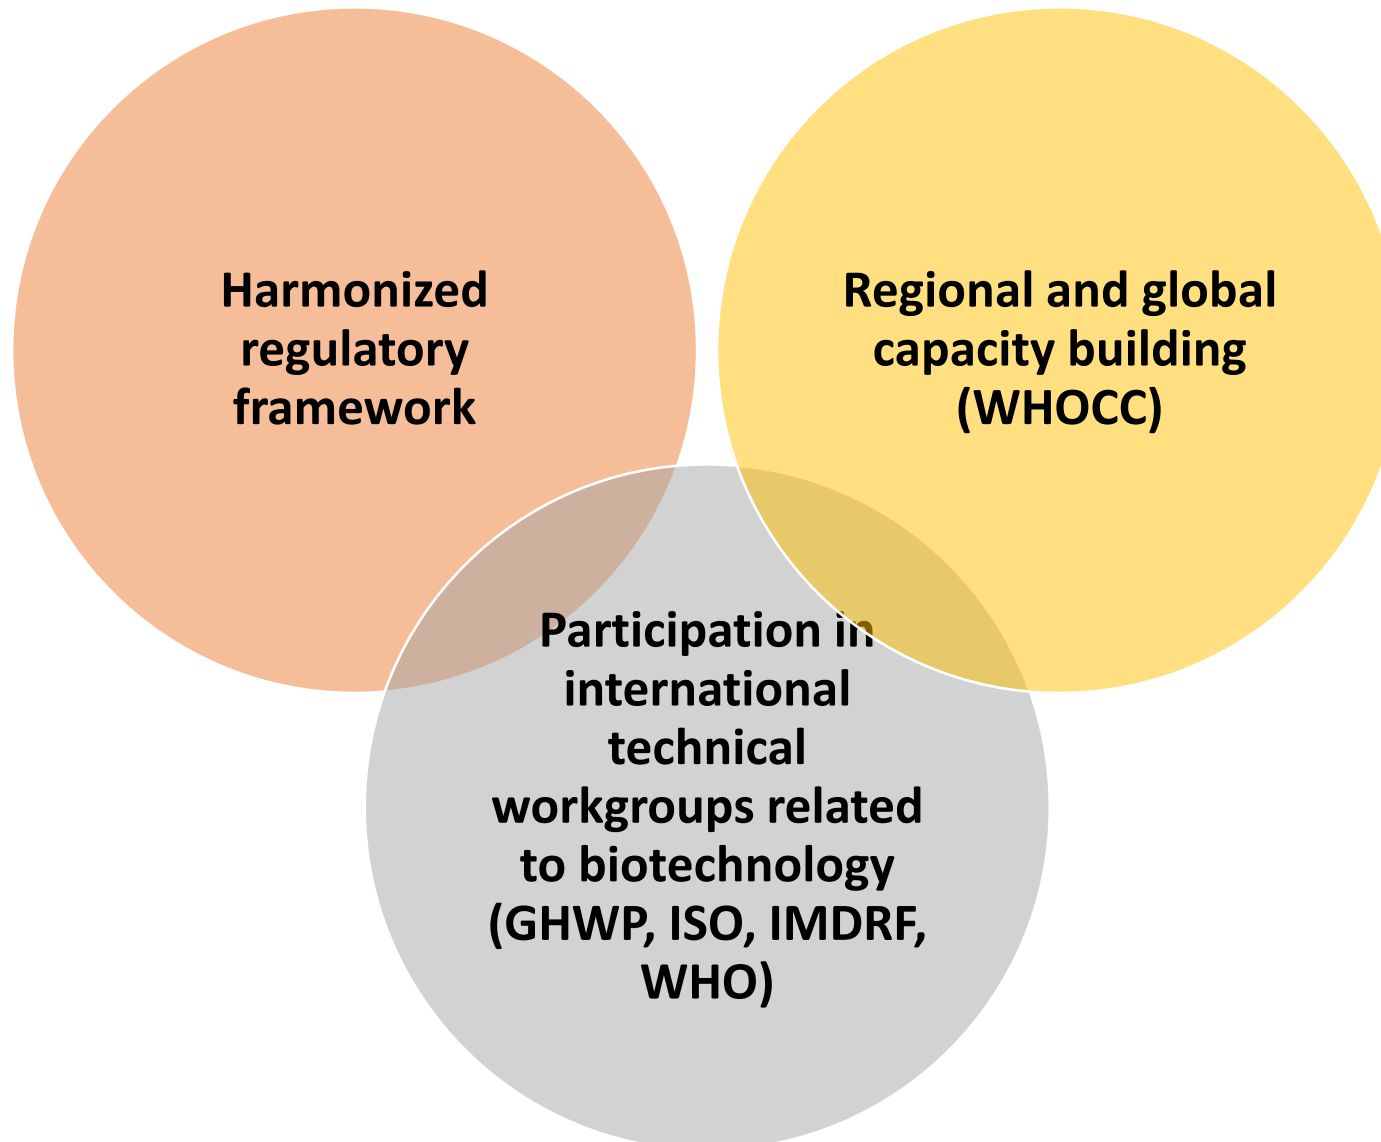 Harmonized
regulatory
framework
Regional and global
capacity building
(WHOCC)
Participation in
international
technical
workgroups related
to biotechnology
(GHWP, ISO, IMDRF,
WHO)